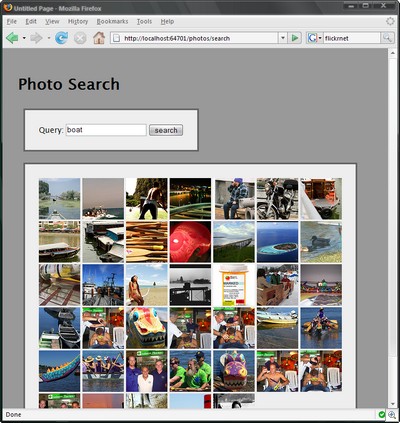 Untitled Page - Mozilla Firefox
File Edit View History Bookmarks Tools Help
http://localhost:64701/photos/search
flickrnet
Photo Search
Query: boat search
Done